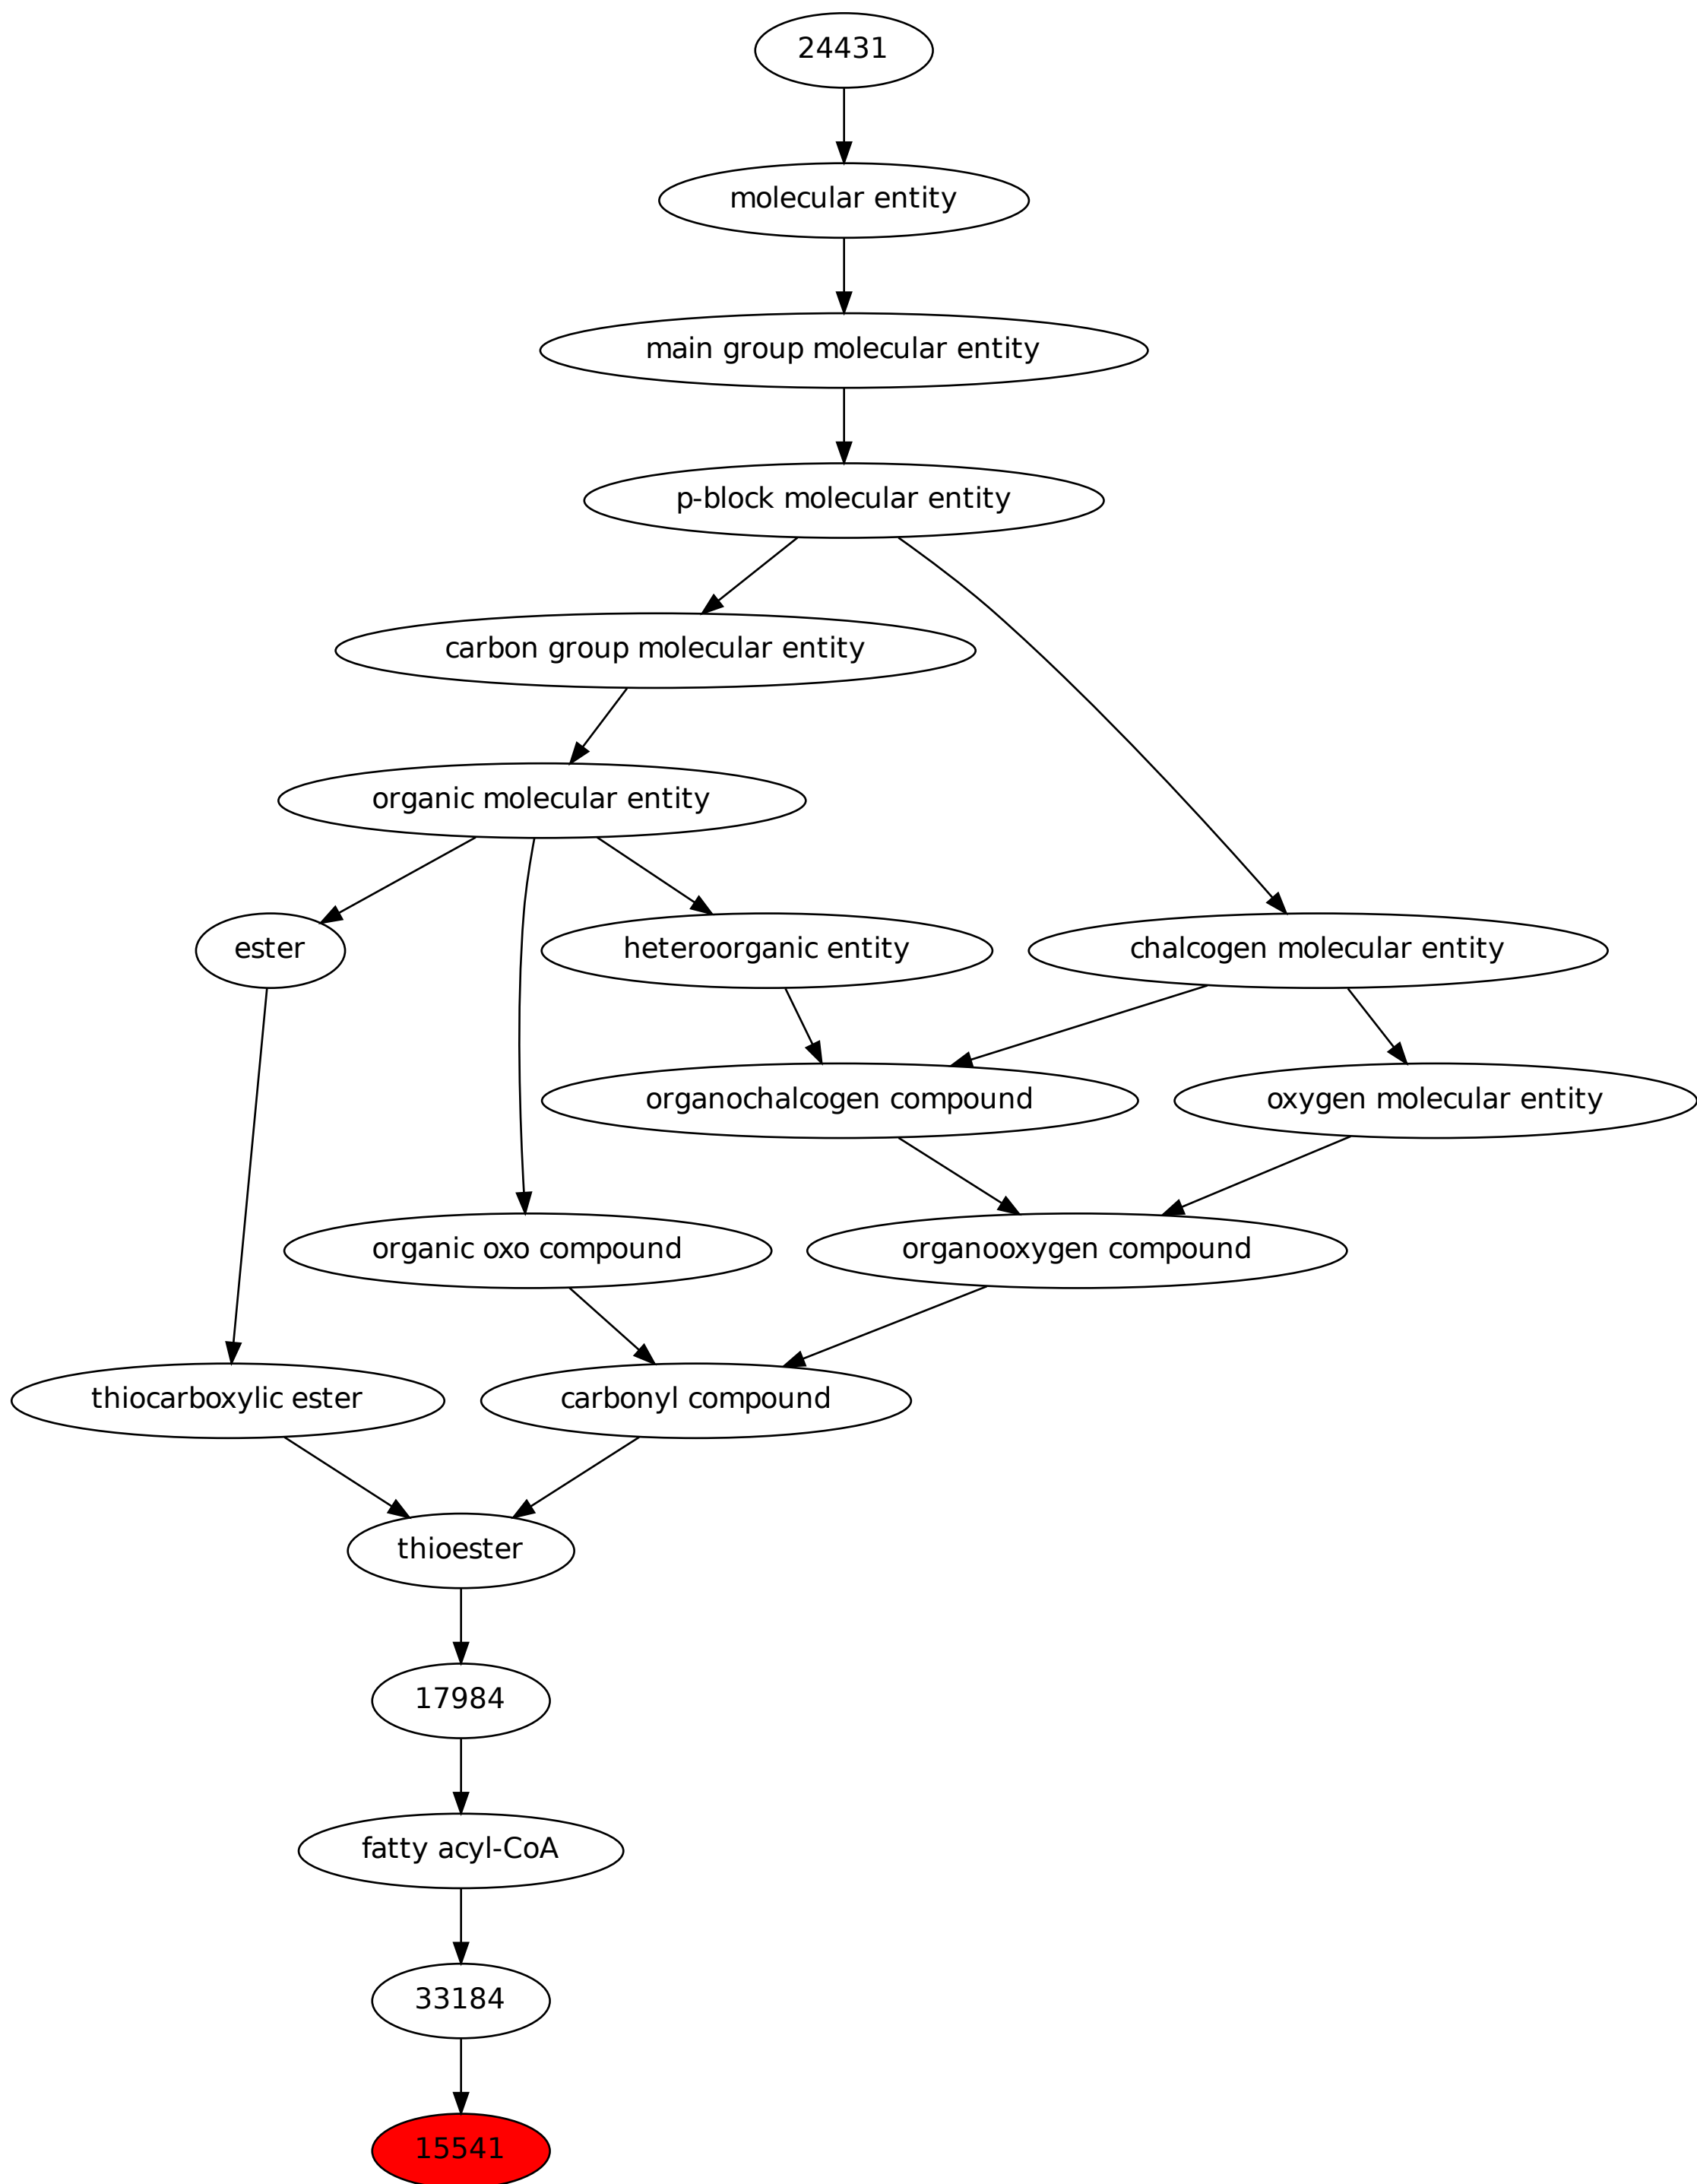 24431
molecular entity
main group molecular entity
p-block molecular entity
carbon group molecular entity
organic molecular entity
ester
heteroorganic entity
chalcogen molecular entity
organochalcogen compound
oxygen molecular entity
organic oxo compound
organooxygen compound
thiocarboxylic ester
carbonyl compound
thioester
17984
fatty acyl-CoA
33184
15541